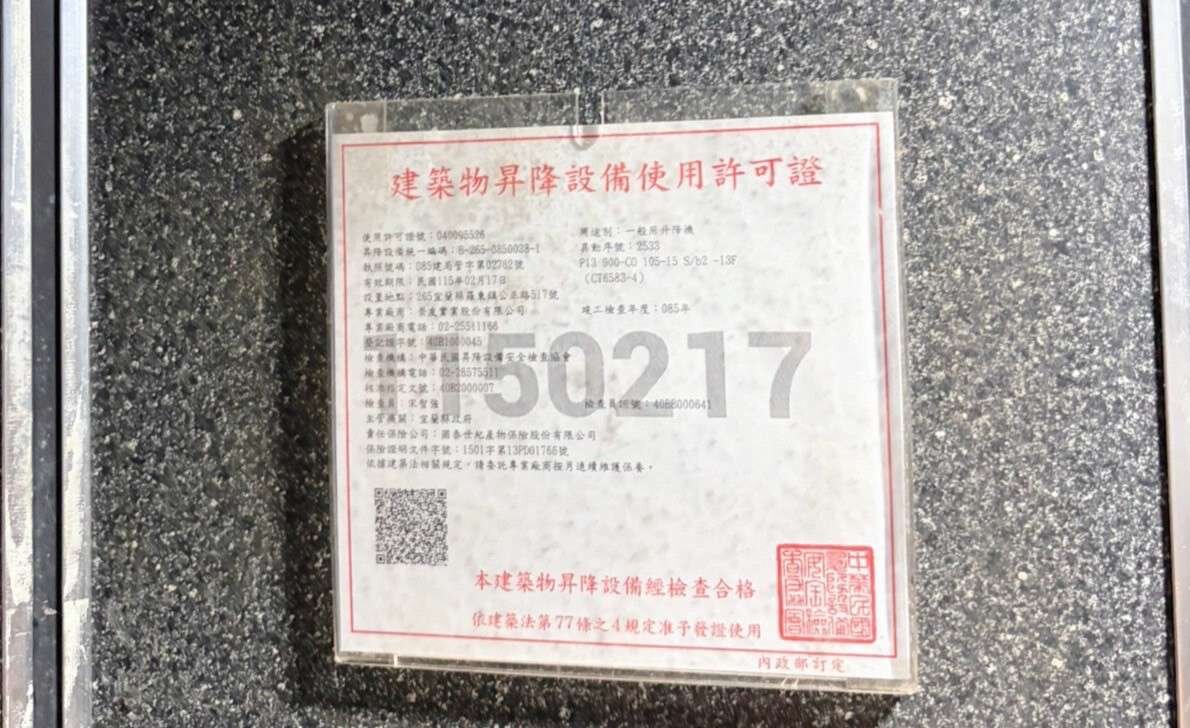 建築物昇降設備使用許可證
使用許可證號：040095526
用途別：一般用升降機
昇降設備統一編碼：B-265-0850038-1
異動序號：2533
執照號碼：085建局管字第02762號
P13 900-CO 105-15 S/b2 -13F
有效期限：民國115年02月17日
(CT6583-4)
設置地點：265宜蘭縣羅東鎮公正路517號
專業廠商：崇友實業股份有限公司
竣工檢查年度：085年
專業廠商電話：02-25511166
登記證字號：40B1000045
150217
檢查機構：中華民國昇降設備安全檢查協會
檢查機構電話：02-26575511
核准指定文號：40B2000007
檢查員：宋
檢查員證號：40BB000641
主管機關：宜蘭縣政府
責任保險公司：國泰世紀產物保險股份有限公司
保險證明文件字號：1501字第13PD01766號
依據建築法相關規定，請委託專業廠商按月連續維護保養。
本建築物昇降設備經檢查合格
依建築法第77條之4規定准予發證使用
內政部訂定